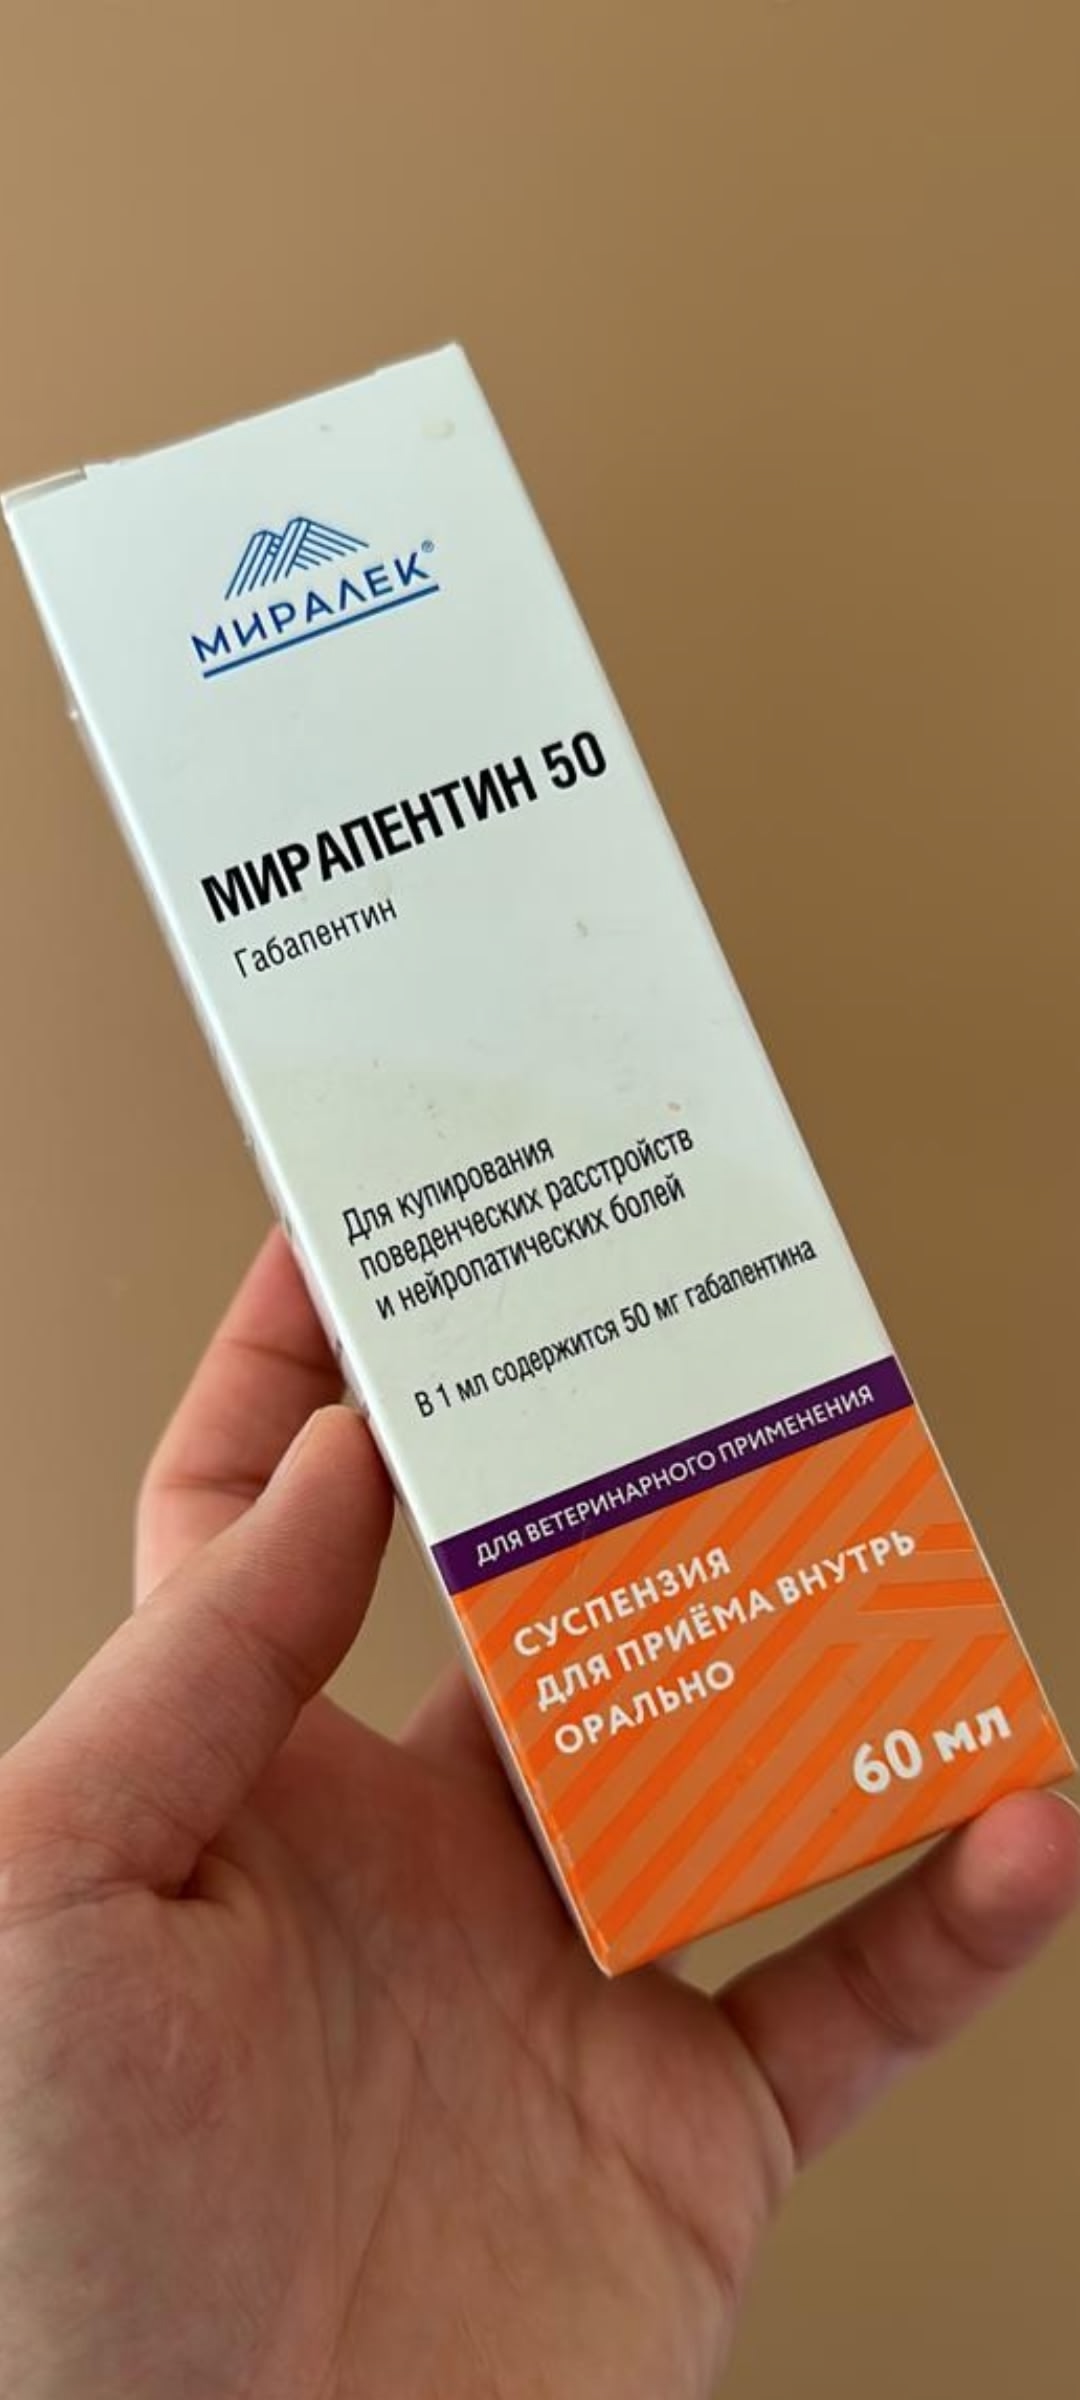 МИРАЛЕК®
МИРАПЕНТИН 50
Габапентин
Для купирования
поведенческих расстройств
и нейропатических болей
В 1 мл содержится 50 мг габапентина
ДЛЯ ВЕТЕРИНАРНОГО ПРИМЕНЕНИЯ
СУСПЕНЗИЯ
ДЛЯ ПРИЁМА ВНУТРЬ
ОРАЛЬНО
60 мл